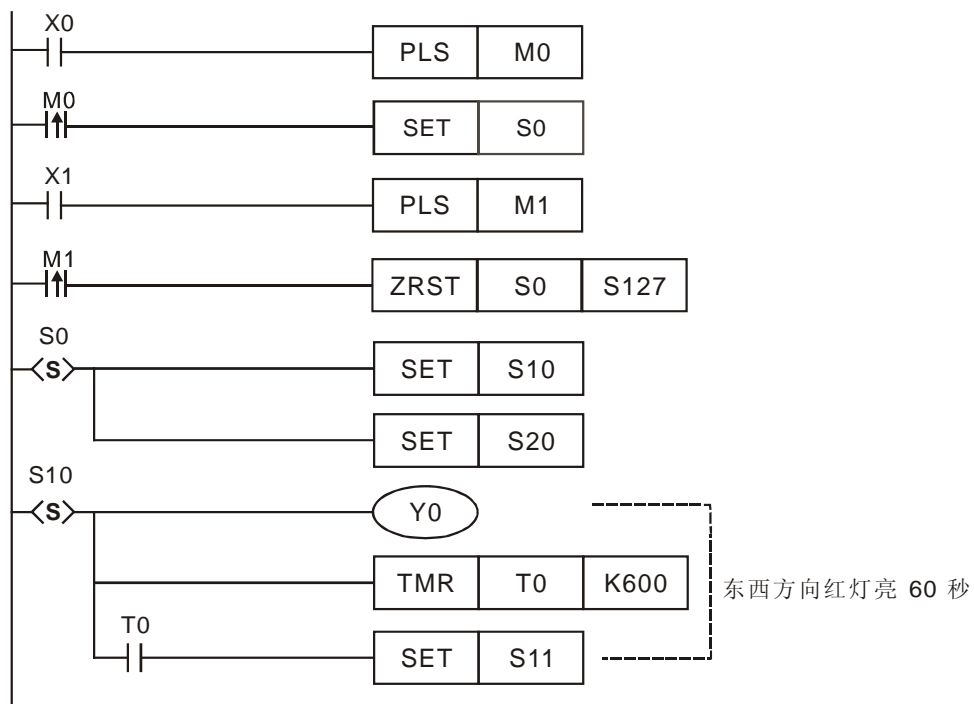 X0
PLS M0
M0
SET S0
X1
PLS M1
M1
ZRST S0 S127
S0
S
SET S10
SET S20
S10
S
Y0
TMR T0 K600
东西方向红灯亮 60 秒
T0
SET S11